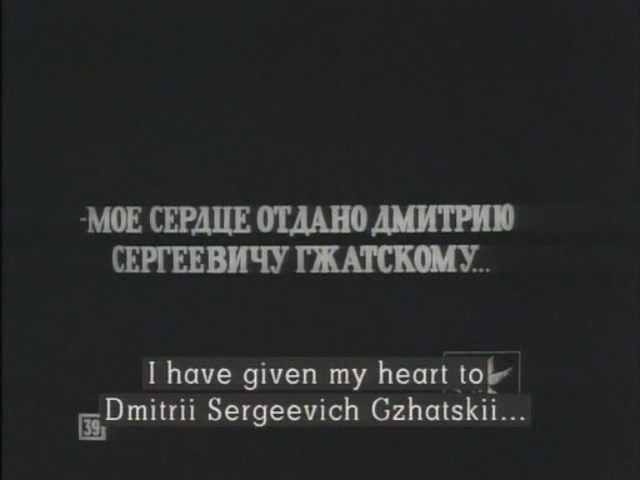 -МОЕ СЕРДЦЕ ОТДАНО ДМИТРИЮ
СЕРГЕЕВИЧУ ГЖАТСКОМУ...
I have given my heart to
Dmitrii Sergeevich Gzhatskii...
39